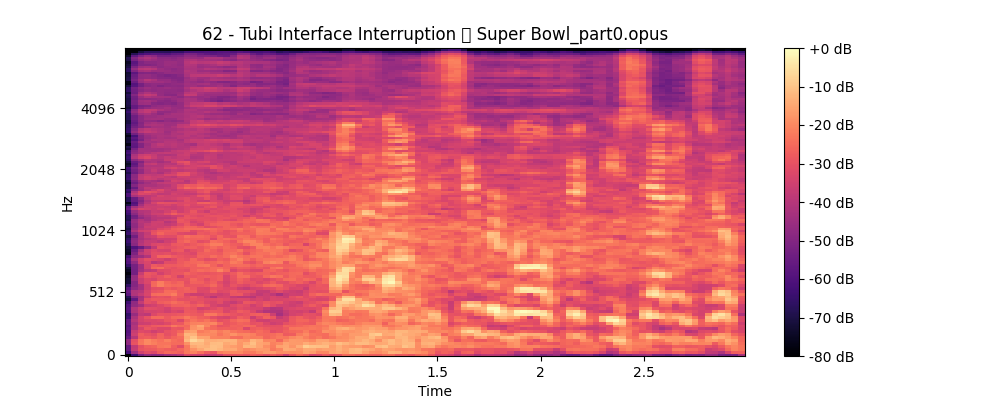 62 - Tubi Interface Interruption ▯ Super Bowl_part0.opus
Hz
4096
2048
1024
512
0
0
0.5
1
1.5
2
2.5
Time
+0 dB
-10 dB
-20 dB
-30 dB
-40 dB
-50 dB
-60 dB
-70 dB
-80 dB